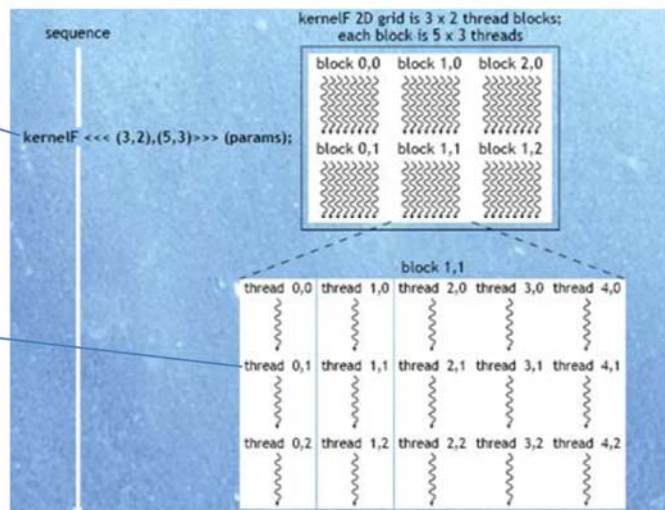 kernelF 2D grid is 3 x 2 thread blocks;
each block is 5 x 3 threads
sequence
block 0,0 block 1,0 block 2,0
kernelF <<< (3,2),(5,3)>>> (params);
block 0,1 block 1,1 block 1,2
block 1,1
thread 0,0 thread 1,0 thread 2,0 thread 3,0 thread 4,0
thread 0,1 thread 1,1 thread 2,1 thread 3,1 thread 4,1
thread 0,2 thread 1,2 thread 2,2 thread 3,2 thread 4,2